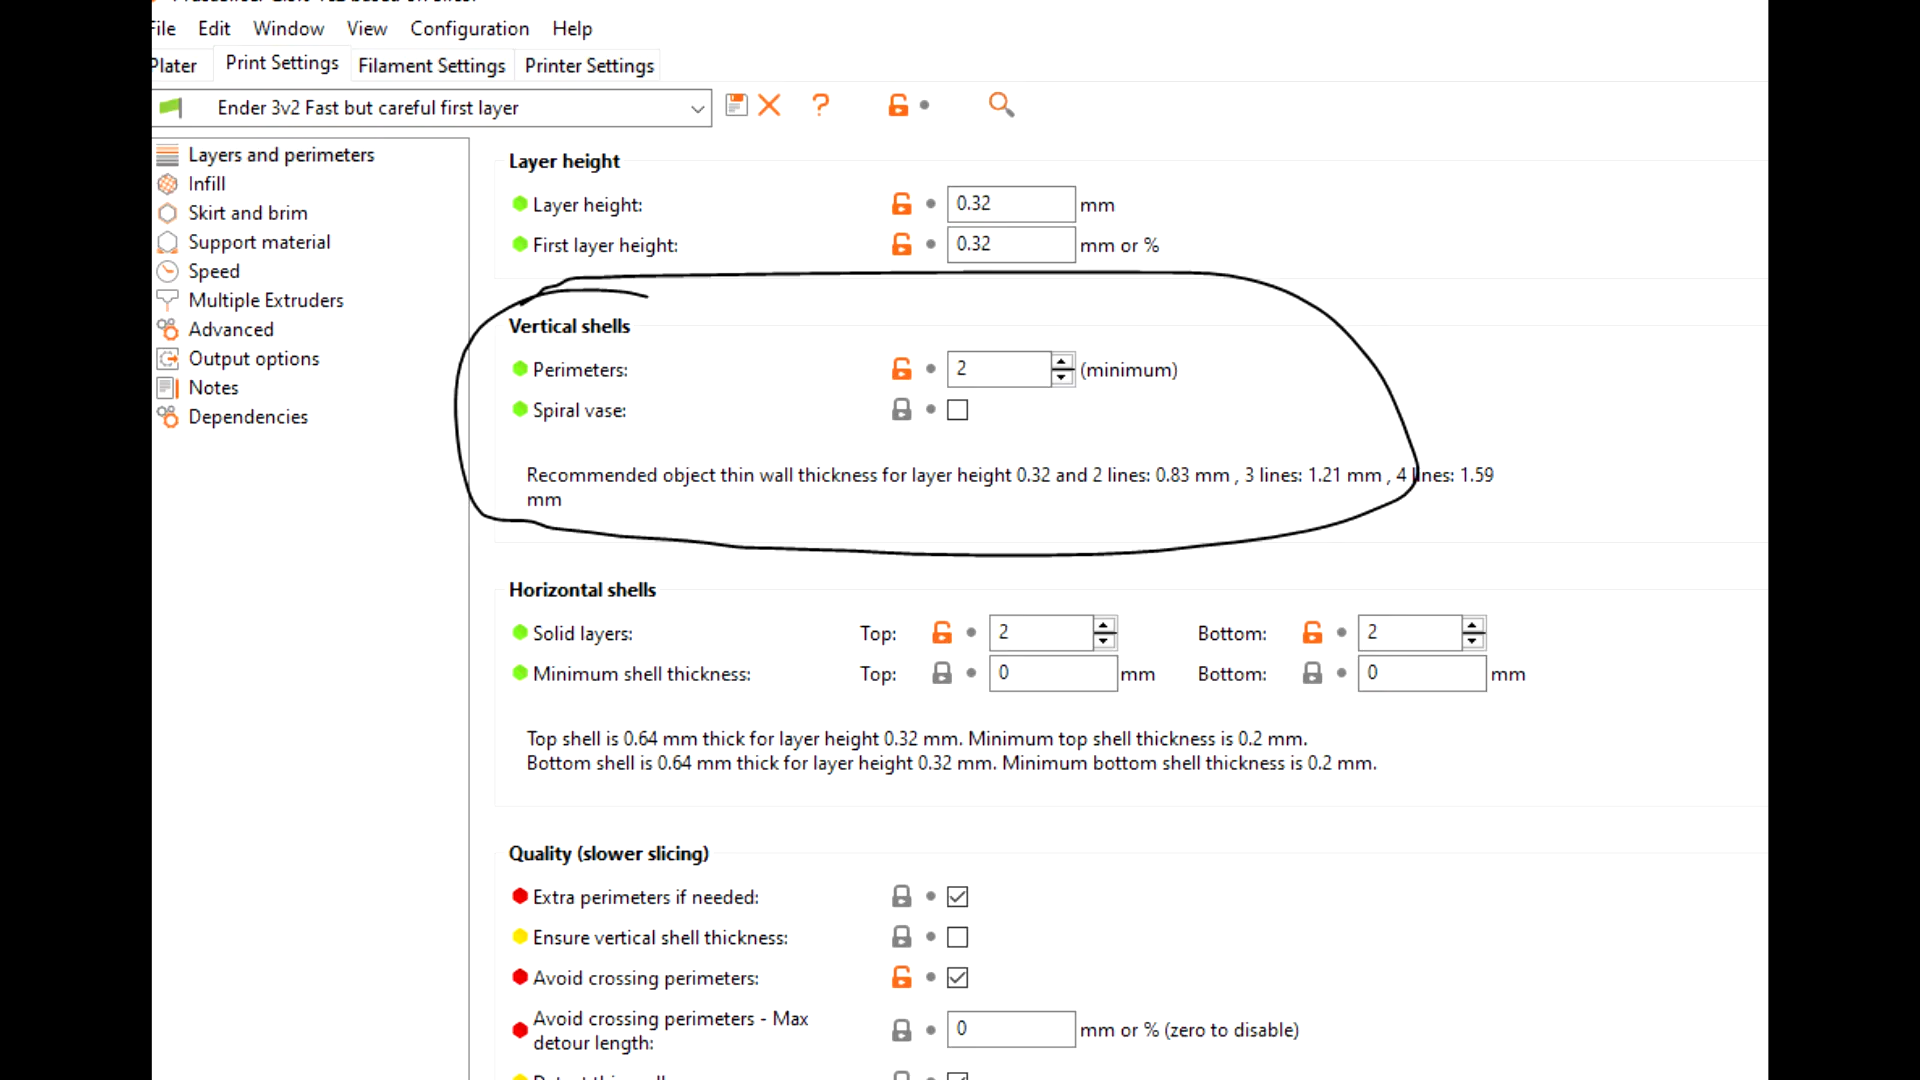 File Edit Window View Configuration Help
Plater Print Settings Filament Settings Printer Settings
Ender 3v2 Fast but careful first layer
Layers and perimeters
Infill
Skirt and brim
Support material
Speed
Multiple Extruders
Advanced
Output options
Notes
Dependencies
Layer height
Layer height: 0.32 mm
First layer height: 0.32 mm or %
Vertical shells
Perimeters: 2 (minimum)
Spiral vase:
Recommended object thin wall thickness for layer height 0.32 and 2 lines: 0.83 mm , 3 lines: 1.21 mm , 4 lines: 1.59
mm
Horizontal shells
Solid layers: Top: 2 Bottom: 2
Minimum shell thickness: Top: 0 mm Bottom: 0 mm
Top shell is 0.64 mm thick for layer height 0.32 mm. Minimum top shell thickness is 0.2 mm.
Bottom shell is 0.64 mm thick for layer height 0.32 mm. Minimum bottom shell thickness is 0.2 mm.
Quality (slower slicing)
Extra perimeters if needed:
Ensure vertical shell thickness:
Avoid crossing perimeters:
Avoid crossing perimeters - Max
detour length: 0 mm or % (zero to disable)